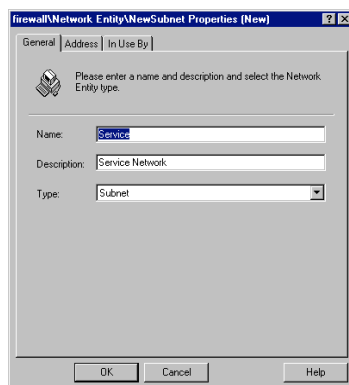 firewall\Network Entity\NewSubnet Properties (New)
General Address In Use By
Please enter a name and description and select the Network
Entity type.
Name: Service
Description: Service Network
Type: Subnet
OK Cancel Help